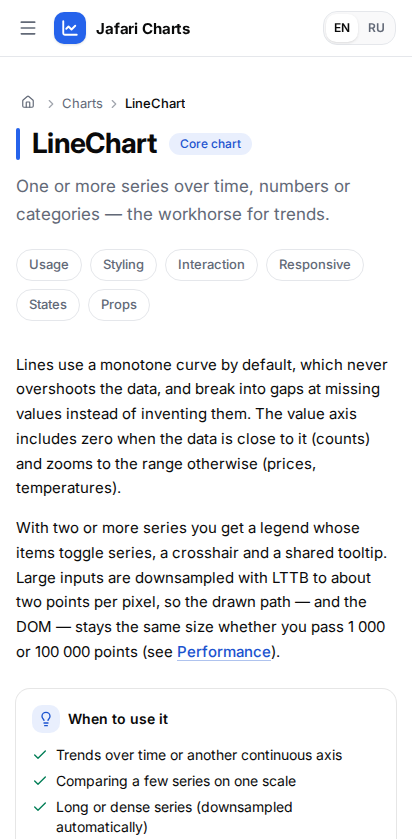 Jafari Charts
EN RU
Charts LineChart
LineChart Core chart
One or more series over time, numbers or
categories — the workhorse for trends.
Usage Styling Interaction Responsive
States Props
Lines use a monotone curve by default, which never
overshoots the data, and break into gaps at missing
values instead of inventing them. The value axis
includes zero when the data is close to it (counts)
and zooms to the range otherwise (prices,
temperatures).
With two or more series you get a legend whose
items toggle series, a crosshair and a shared tooltip.
Large inputs are downsampled with LTTB to about
two points per pixel, so the drawn path — and the
DOM — stays the same size whether you pass 1 000
or 100 000 points (see Performance).
When to use it
Trends over time or another continuous axis
Comparing a few series on one scale
Long or dense series (downsampled
automatically)